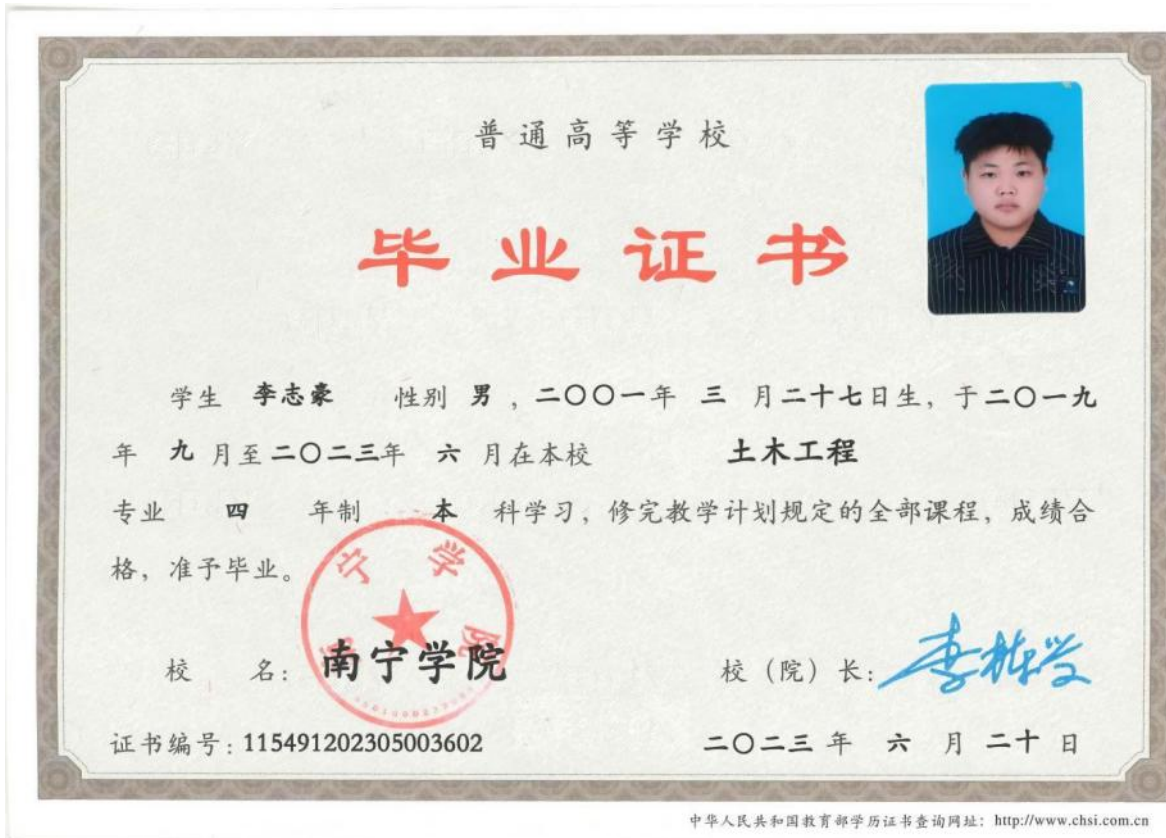 普通高等学校
毕业证书
学生 李志豪 性别 男，二〇〇一年 三 月二十七日生，于二〇一九
年 九 月至二〇二三年 六 月在本校 土木工程
专业 四 年制 本 科学习，修完教学计划规定的全部课程，成绩合
格，准予毕业。
宁学院
校 名：南宁学院 校（院）长：
证书编号：115491202305003602 二〇二三 年 六 月 二十 日
中华人民共和国教育部学历证书查询网址：http://www.chsi.com.cn